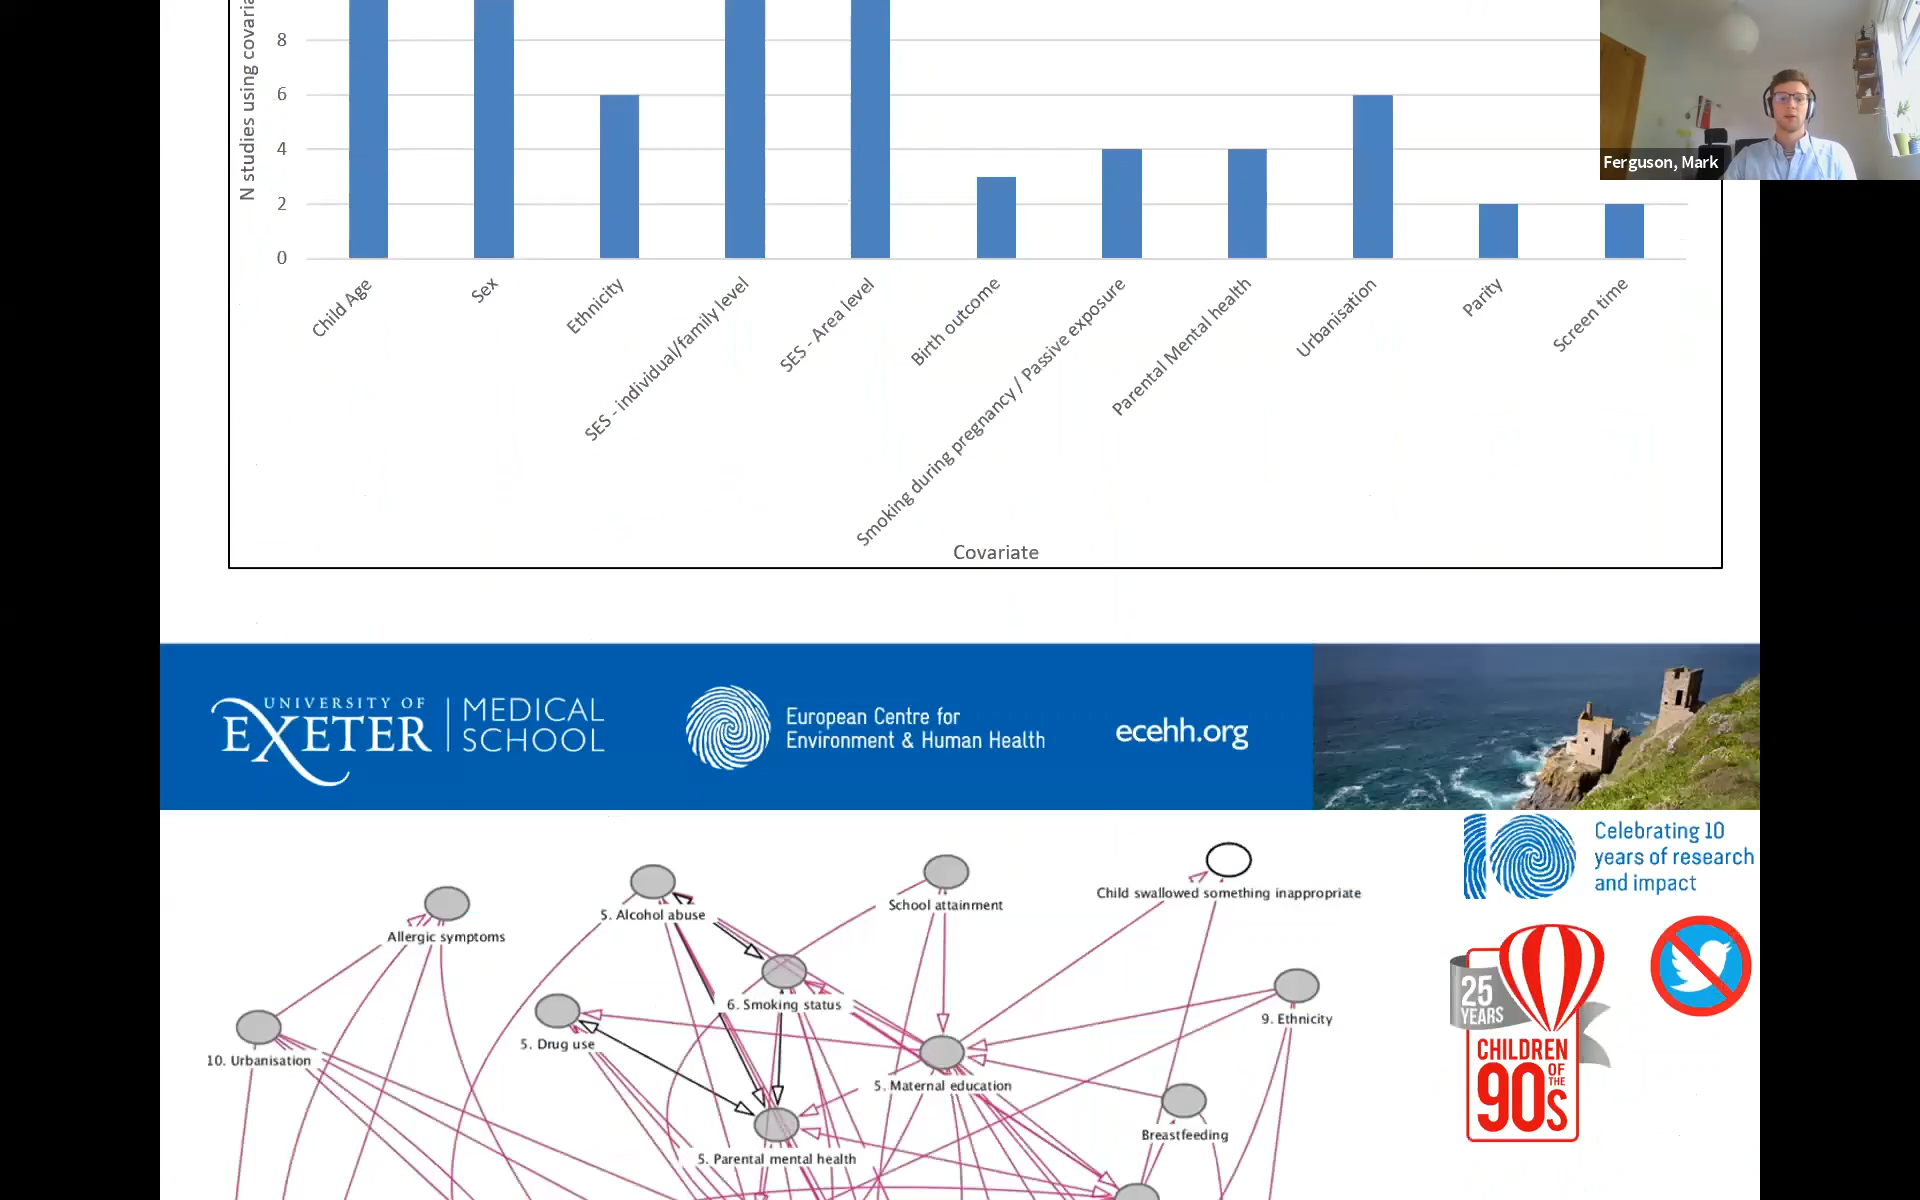 N studies using covaria
8
6
4
2
0
Child Age
Sex
Ethnicity
SES - individual/family level
SES - Area level
Birth outcome
Smoking during pregnancy / Passive exposure
Parental Mental health
Urbanisation
Parity
Screen time
Covariate
Ferguson, Mark
UNIVERSITY OF
EXETER
MEDICAL
SCHOOL
European Centre for
Environment & Human Health
ecehh.org
Celebrating 10
years of research
and impact
25
YEARS
CHILDREN
OF
THE
90s
Allergic symptoms
5. Alcohol abuse
School attainment
Child swallowed something inappropriate
6. Smoking status
9. Ethnicity
5. Drug use
10. Urbanisation
5. Maternal education
Breastfeeding
5. Parental mental health